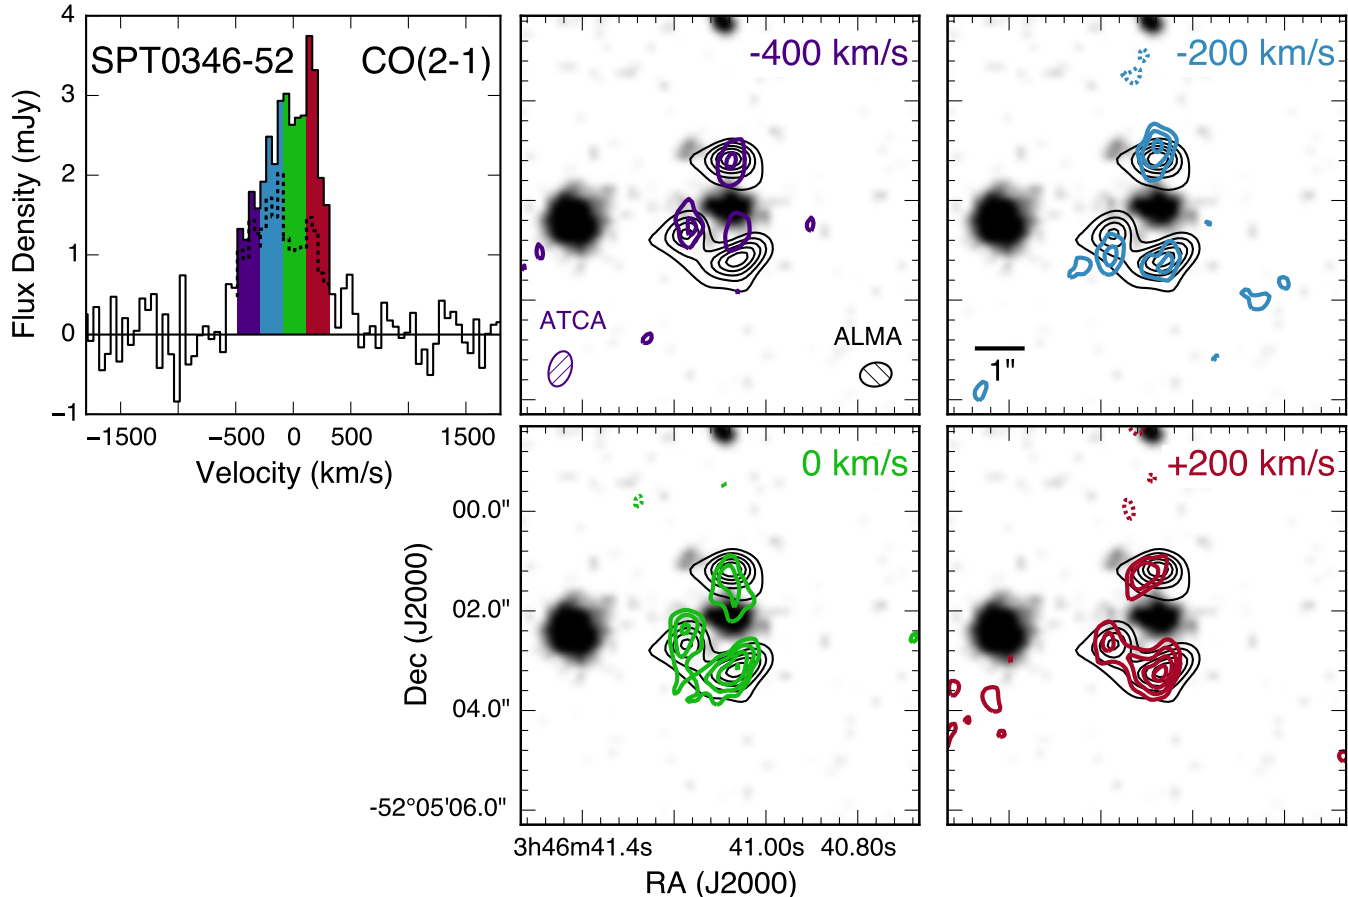 4
3
2
1
0
−1
SPT0346-52 CO(2-1)
Flux Density (mJy)
−1500 −500 0 500 1500
Velocity (km/s)
-400 km/s
ATCA
ALMA
-200 km/s
1"
0 km/s
+200 km/s
00.0"
02.0"
04.0"
-52°05'06.0"
Dec (J2000)
3h46m41.4s 41.00s 40.80s
RA (J2000)